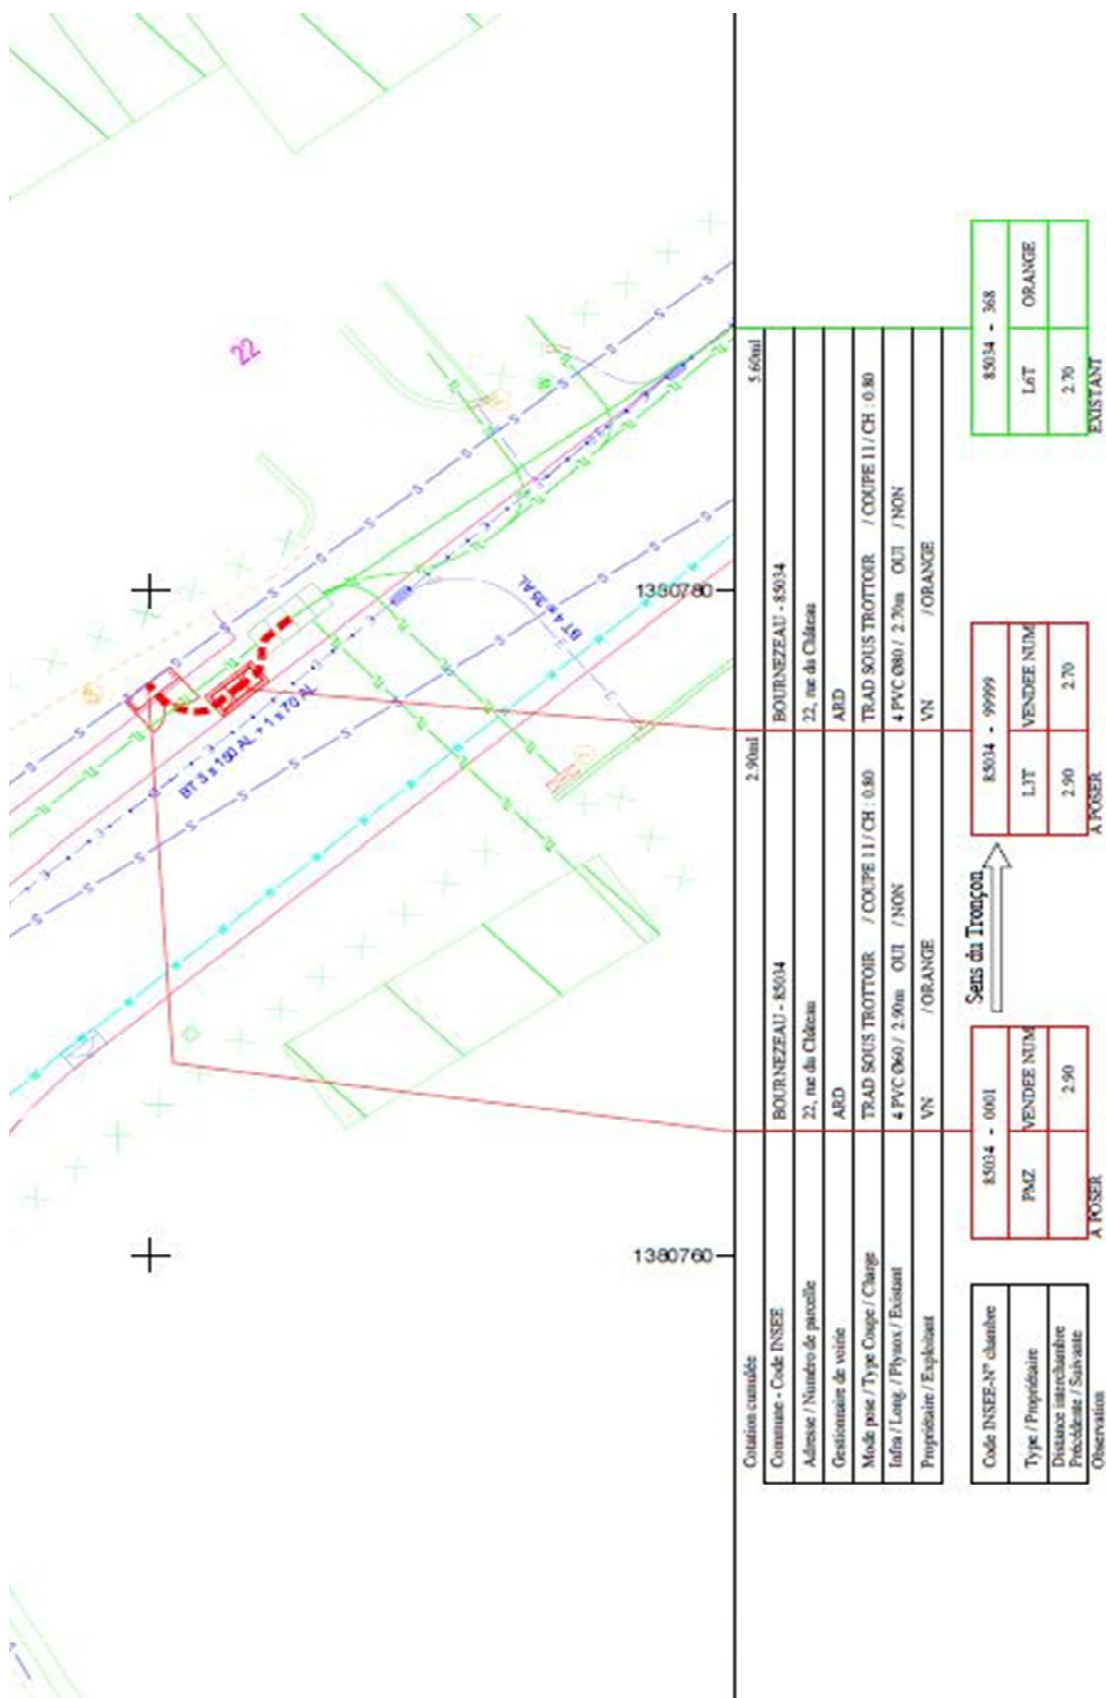 22
BT 4 x 35 AL
BT 3 x 150 AL + 1 x 70 AL
1380780
1380760
Cotation cumulée
2.90ml
5.60ml
Commune - Code INSEE
BOURNEZEAU - 85034
BOURNEZEAU - 85034
Adresse / Numéro de parcelle
22, rue du Château
22, rue du Château
Gestionnaire de voirie
ARD
ARD
Mode pose / Type Coupe / Charge
TRAD SOUS TROTTOIR / COUPE 11 / CH : 0.80
TRAD SOUS TROTTOIR / COUPE 11 / CH : 0.80
Infra / Long. / Plynox / Existant
4 PVC Ø60 / 2.90m OUI / NON
4 PVC Ø80 / 2.70m OUI / NON
Propriétaire / Exploitant
VN / ORANGE
VN / ORANGE
Sens du Tronçon
Code INSEE-N° chambre
85034 - 0001
85034 - 99999
85034 - 368
Type / Propriétaire
PMZ VENDEE NUM
L3T VENDEE NUM
L6T ORANGE
Distance interchambre
Précédente / Suivante
2.90
2.90 2.70
2.70
Observation
A POSER
A POSER
EXISTANT